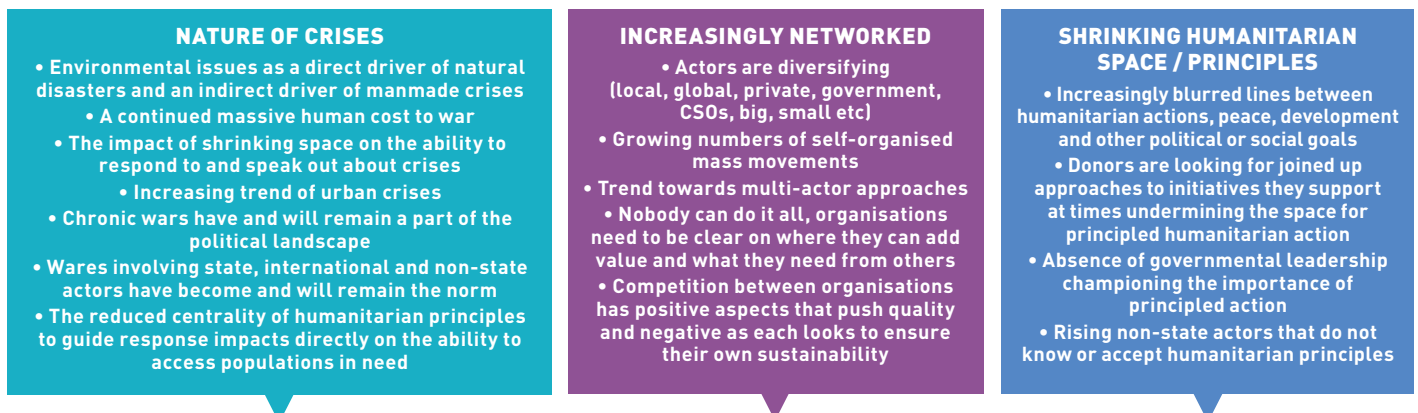 NATURE OF CRISES
• Environmental issues as a direct driver of natural
disasters and an indirect driver of manmade crises
• A continued massive human cost to war
• The impact of shrinking space on the ability to
respond to and speak out about crises
• Increasing trend of urban crises
• Chronic wars have and will remain a part of the
political landscape
• Wares involving state, international and non-state
actors have become and will remain the norm
• The reduced centrality of humanitarian principles
to guide response impacts directly on the ability to
access populations in need
INCREASINGLY NETWORKED
• Actors are diversifying
(local, global, private, government,
CSOs, big, small etc)
• Growing numbers of self-organised
mass movements
• Trend towards multi-actor approaches
• Nobody can do it all, organisations
need to be clear on where they can add
value and what they need from others
• Competition between organisations
has positive aspects that push quality
and negative as each looks to ensure
their own sustainability
SHRINKING HUMANITARIAN
SPACE / PRINCIPLES
• Increasingly blurred lines between
humanitarian actions, peace, development
and other political or social goals
• Donors are looking for joined up
approaches to initiatives they support
at times undermining the space for
principled humanitarian action
• Absence of governmental leadership
championing the importance of
principled action
• Rising non-state actors that do not
know or accept humanitarian principles